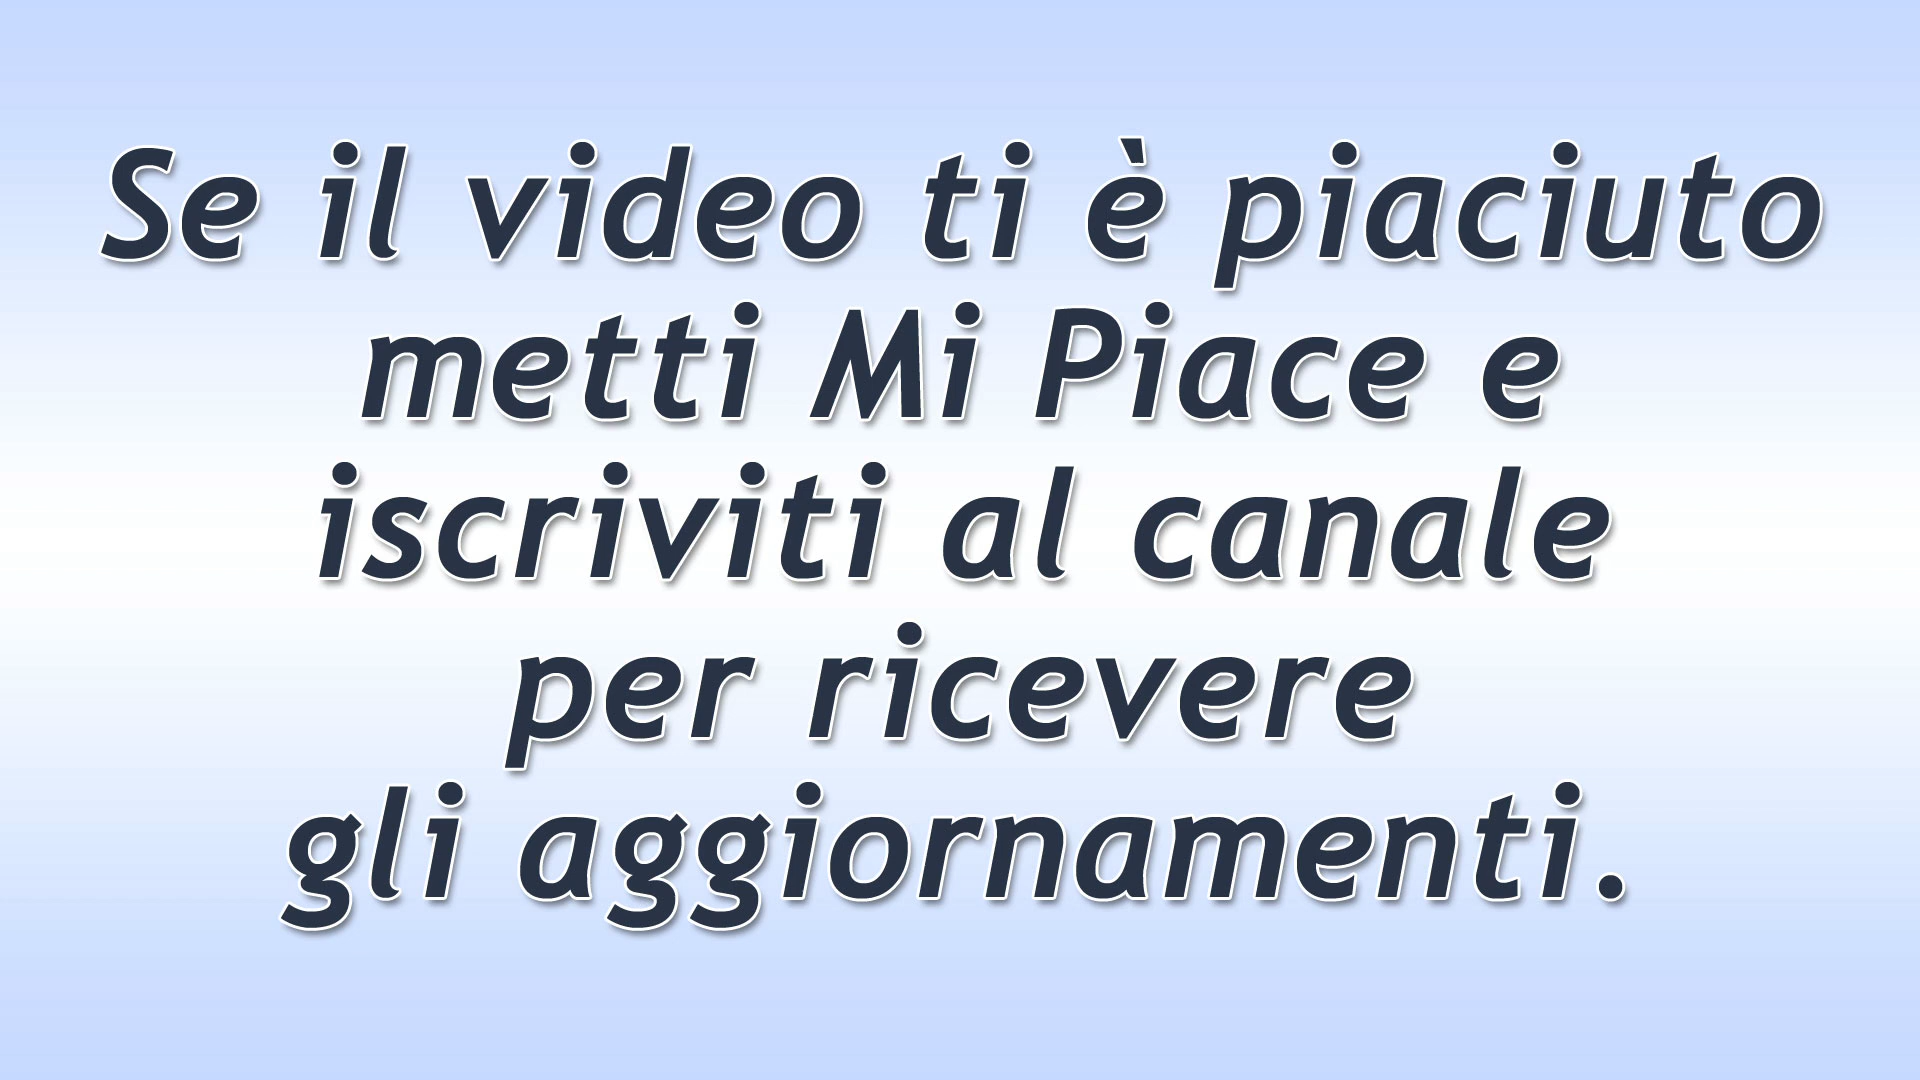 Se il video ti è piaciuto
metti Mi Piace e
iscriviti al canale
per ricevere
gli aggiornamenti.